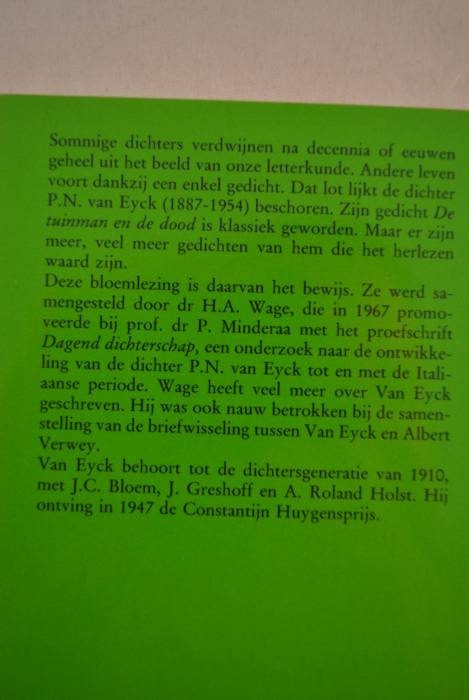 Sommige dichters verdwijnen na decennia of eeuwen
geheel uit het beeld van onze letterkunde. Andere leven
voort dankzij een enkel gedicht. Dat lot lijkt de dichter
P.N. van Eyck (1887-1954) beschoren. Zijn gedicht De
tuinman en de dood is klassiek geworden. Maar er zijn
meer, veel meer gedichten van hem die het herlezen
waard zijn.
Deze bloemlezing is daarvan het bewijs. Ze werd sa-
mengesteld door dr H.A. Wage, die in 1967 promo-
veerde bij prof. dr P. Minderaa met het proefschrift
Dagend dichterschap, een onderzoek naar de ontwikke-
ling van de dichter P.N. van Eyck tot en met de Itali-
aanse periode. Wage heeft veel meer over Van Eyck
geschreven. Hij was ook nauw betrokken bij de samen-
stelling van de briefwisseling tussen Van Eyck en Albert
Verwey.
Van Eyck behoort tot de dichtersgeneratie van 1910,
met J.C. Bloem, J. Greshoff en A. Roland Holst. Hij
ontving in 1947 de Constantijn Huygensprijs.